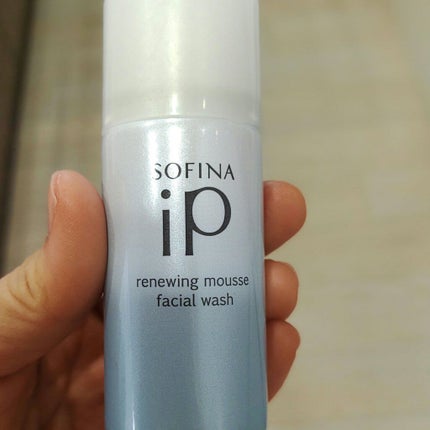 SOFINA
iP
renewing mousse
facial wash